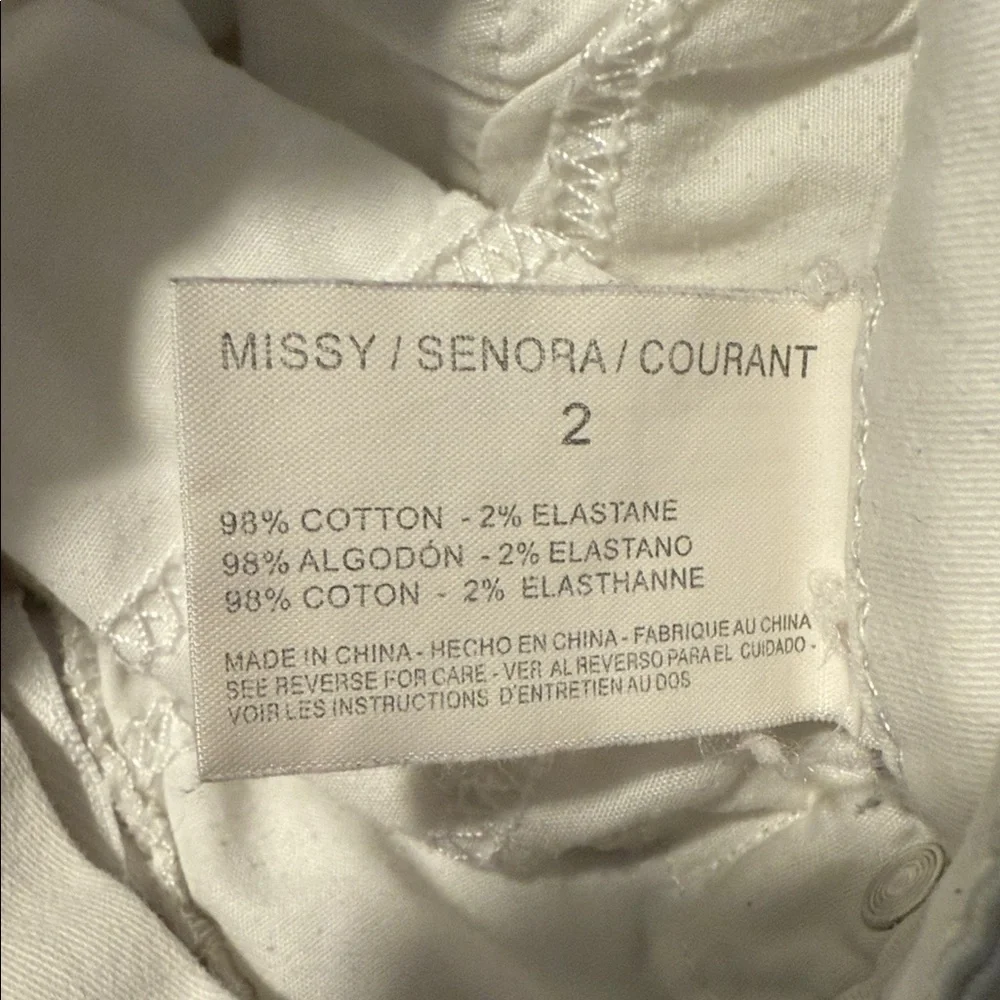 MISSY / SENORA / COURANT
2
98% COTTON - 2% ELASTANE
98% ALGODÓN - 2% ELASTANO
98% COTON - 2% ELASTHANNE
MADE IN CHINA - HECHO EN CHINA - FABRIQUE AU CHINA
SEE REVERSE FOR CARE - VER AL REVERSO PARA EL CUIDADO -
VOIR LES INSTRUCTIONS D'ENTRETIEN AU DOS